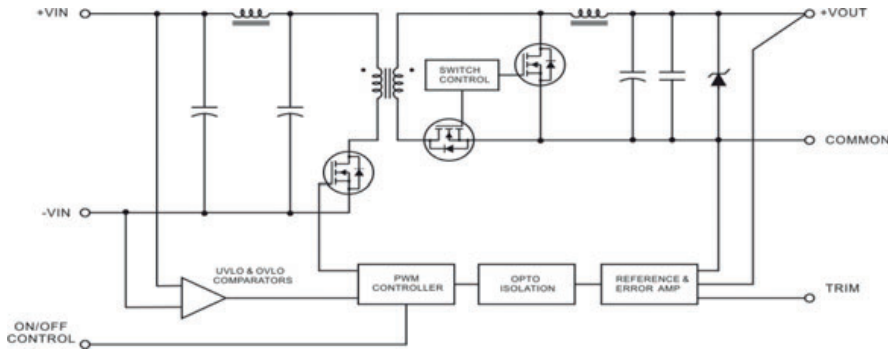 +VIN
+VOUT
SWITCH
CONTROL
COMMON
-VIN
UVLO & OVLO
COMPARATORS
PWM
CONTROLLER
OPTO
ISOLATION
REFERENCE &
ERROR AMP
TRIM
ON/OFF
CONTROL